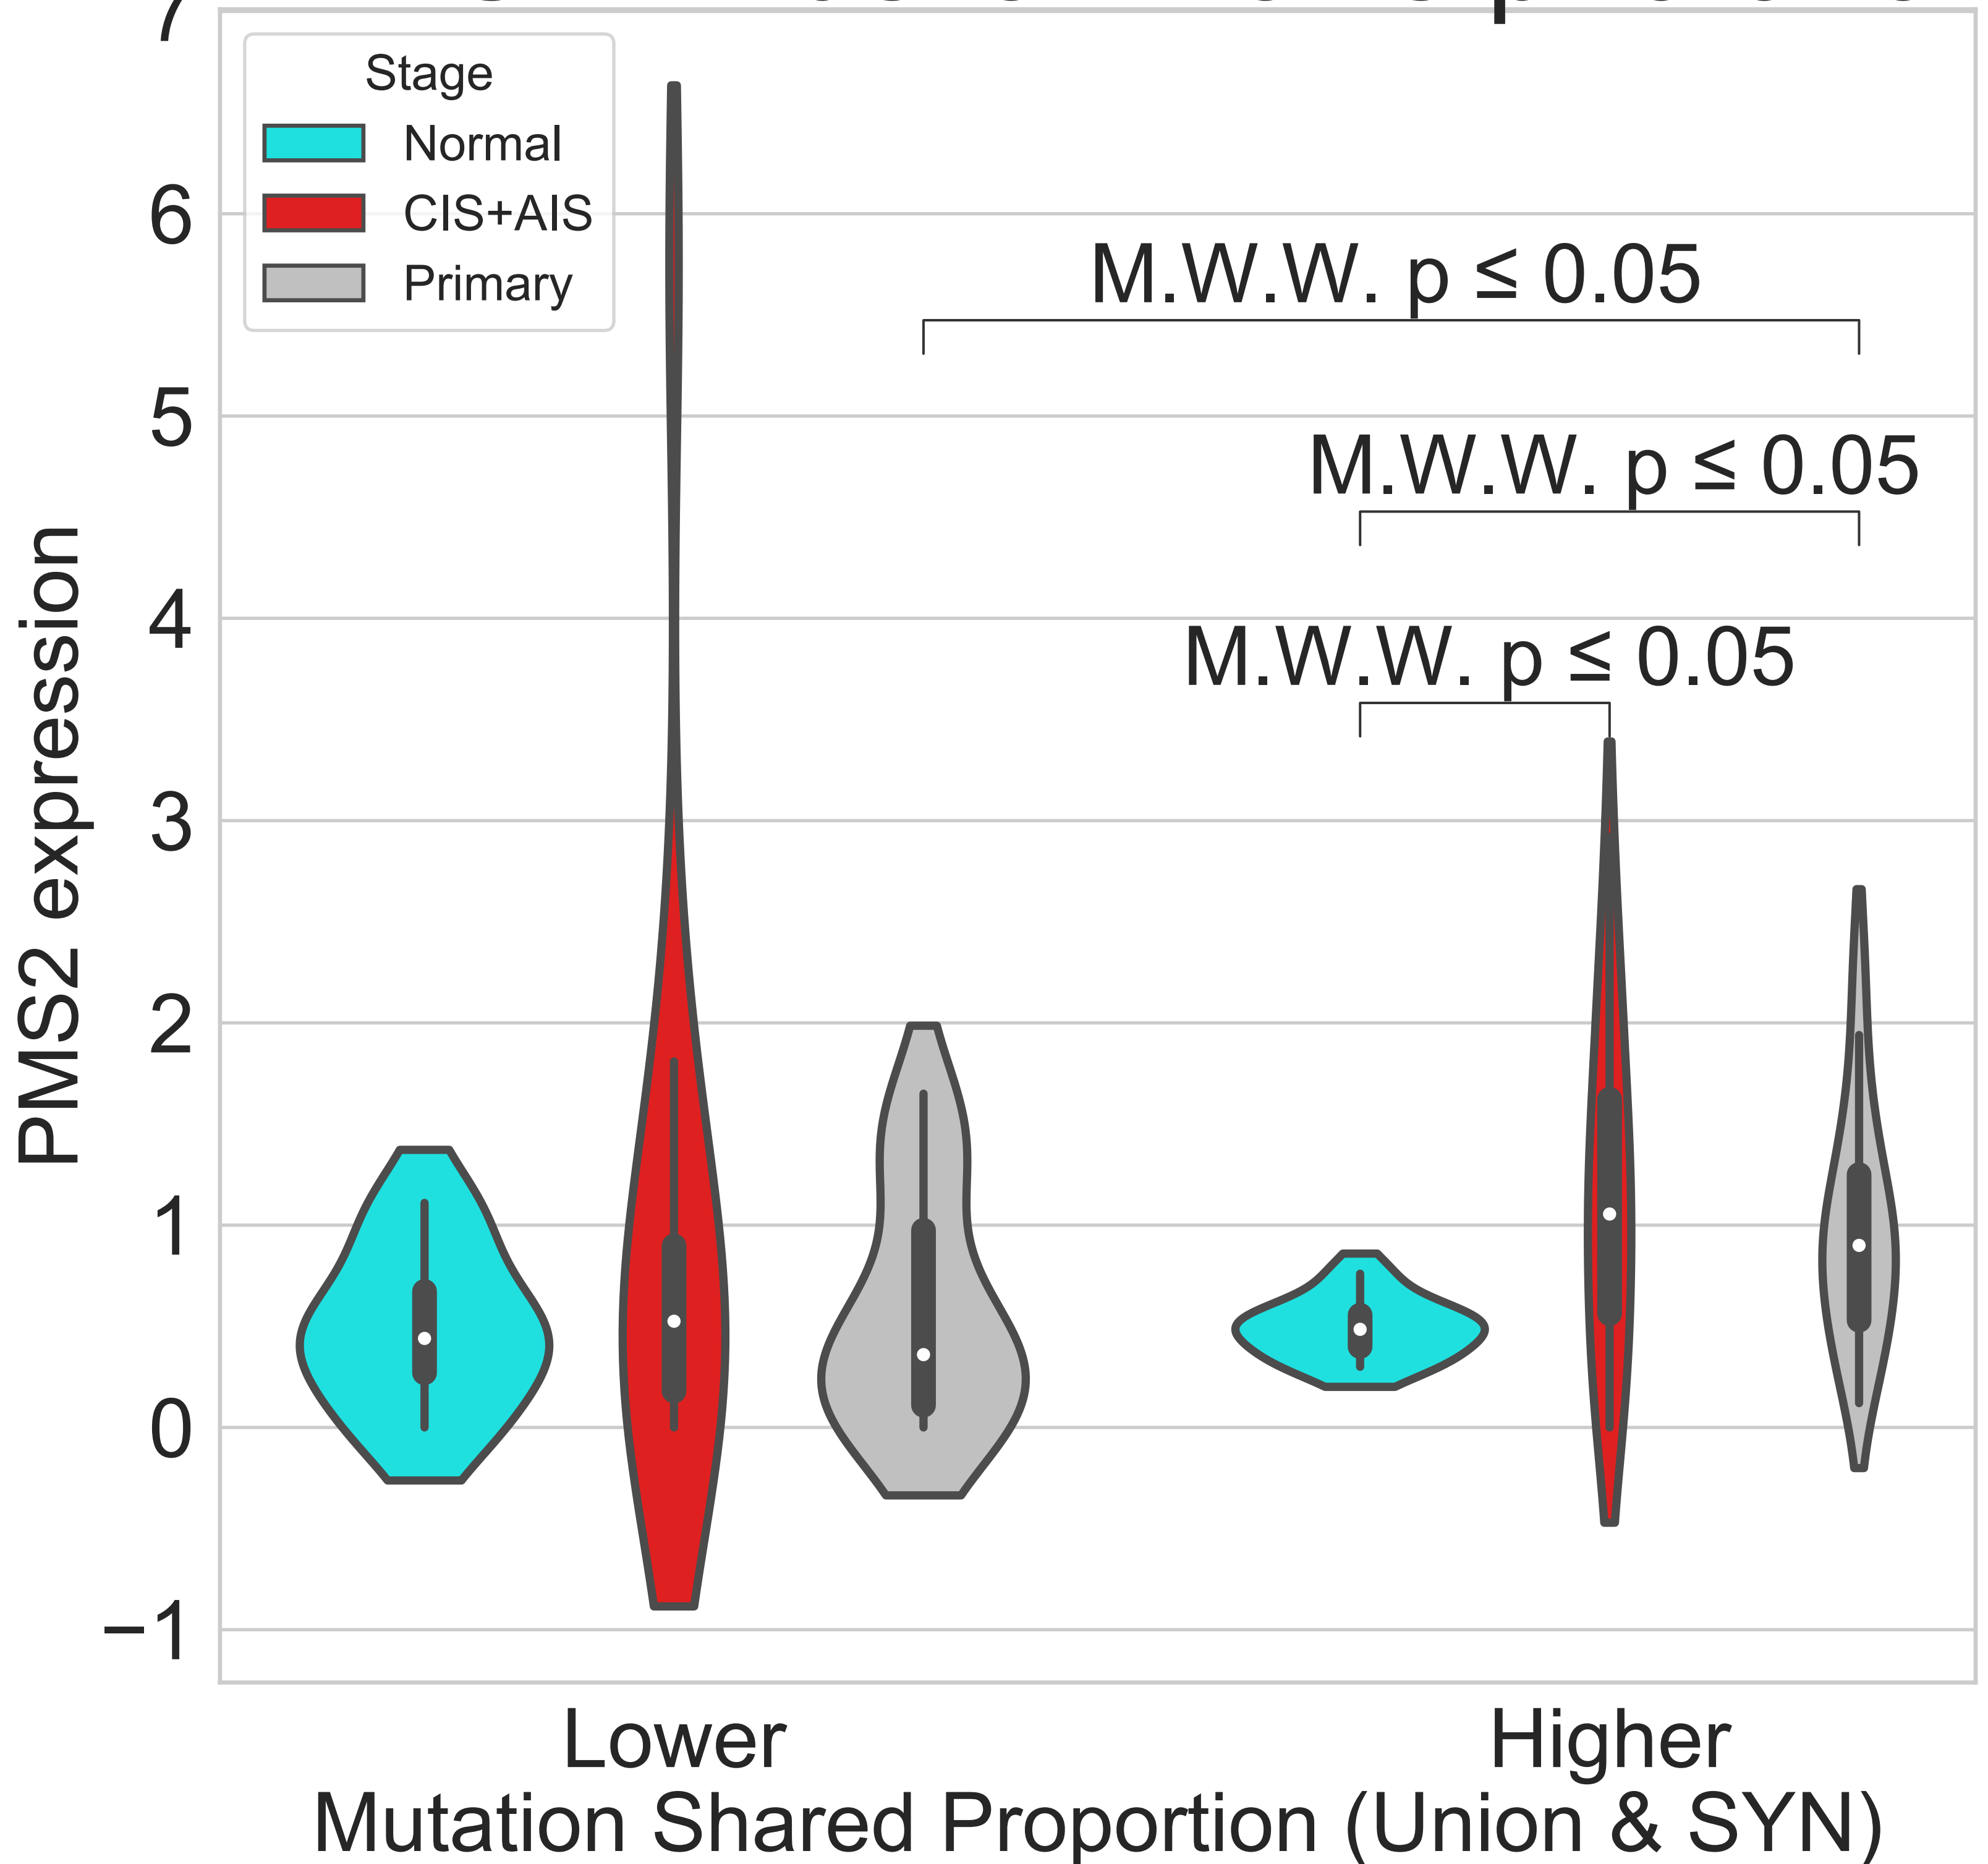 7
Stage
Normal
CIS+AIS
Primary
6
M.W.W. p ≤ 0.05
5
M.W.W. p ≤ 0.05
4
M.W.W. p ≤ 0.05
3
2
1
0
−1
PMS2 expression
Lower
Higher
Mutation Shared Proportion (Union & SYN)